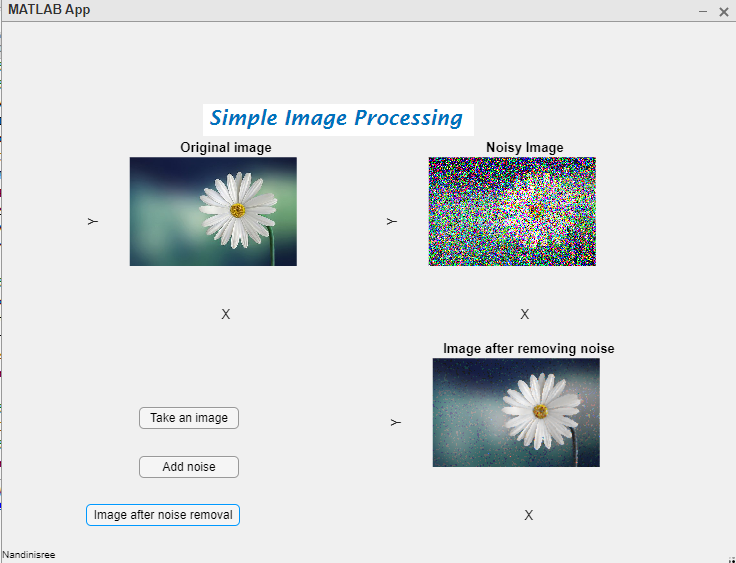 MATLAB App
Simple Image Processing
Original image
Noisy Image
Y
Y
X
X
Image after removing noise
Take an image
Y
Add noise
Image after noise removal
X
Nandinisree